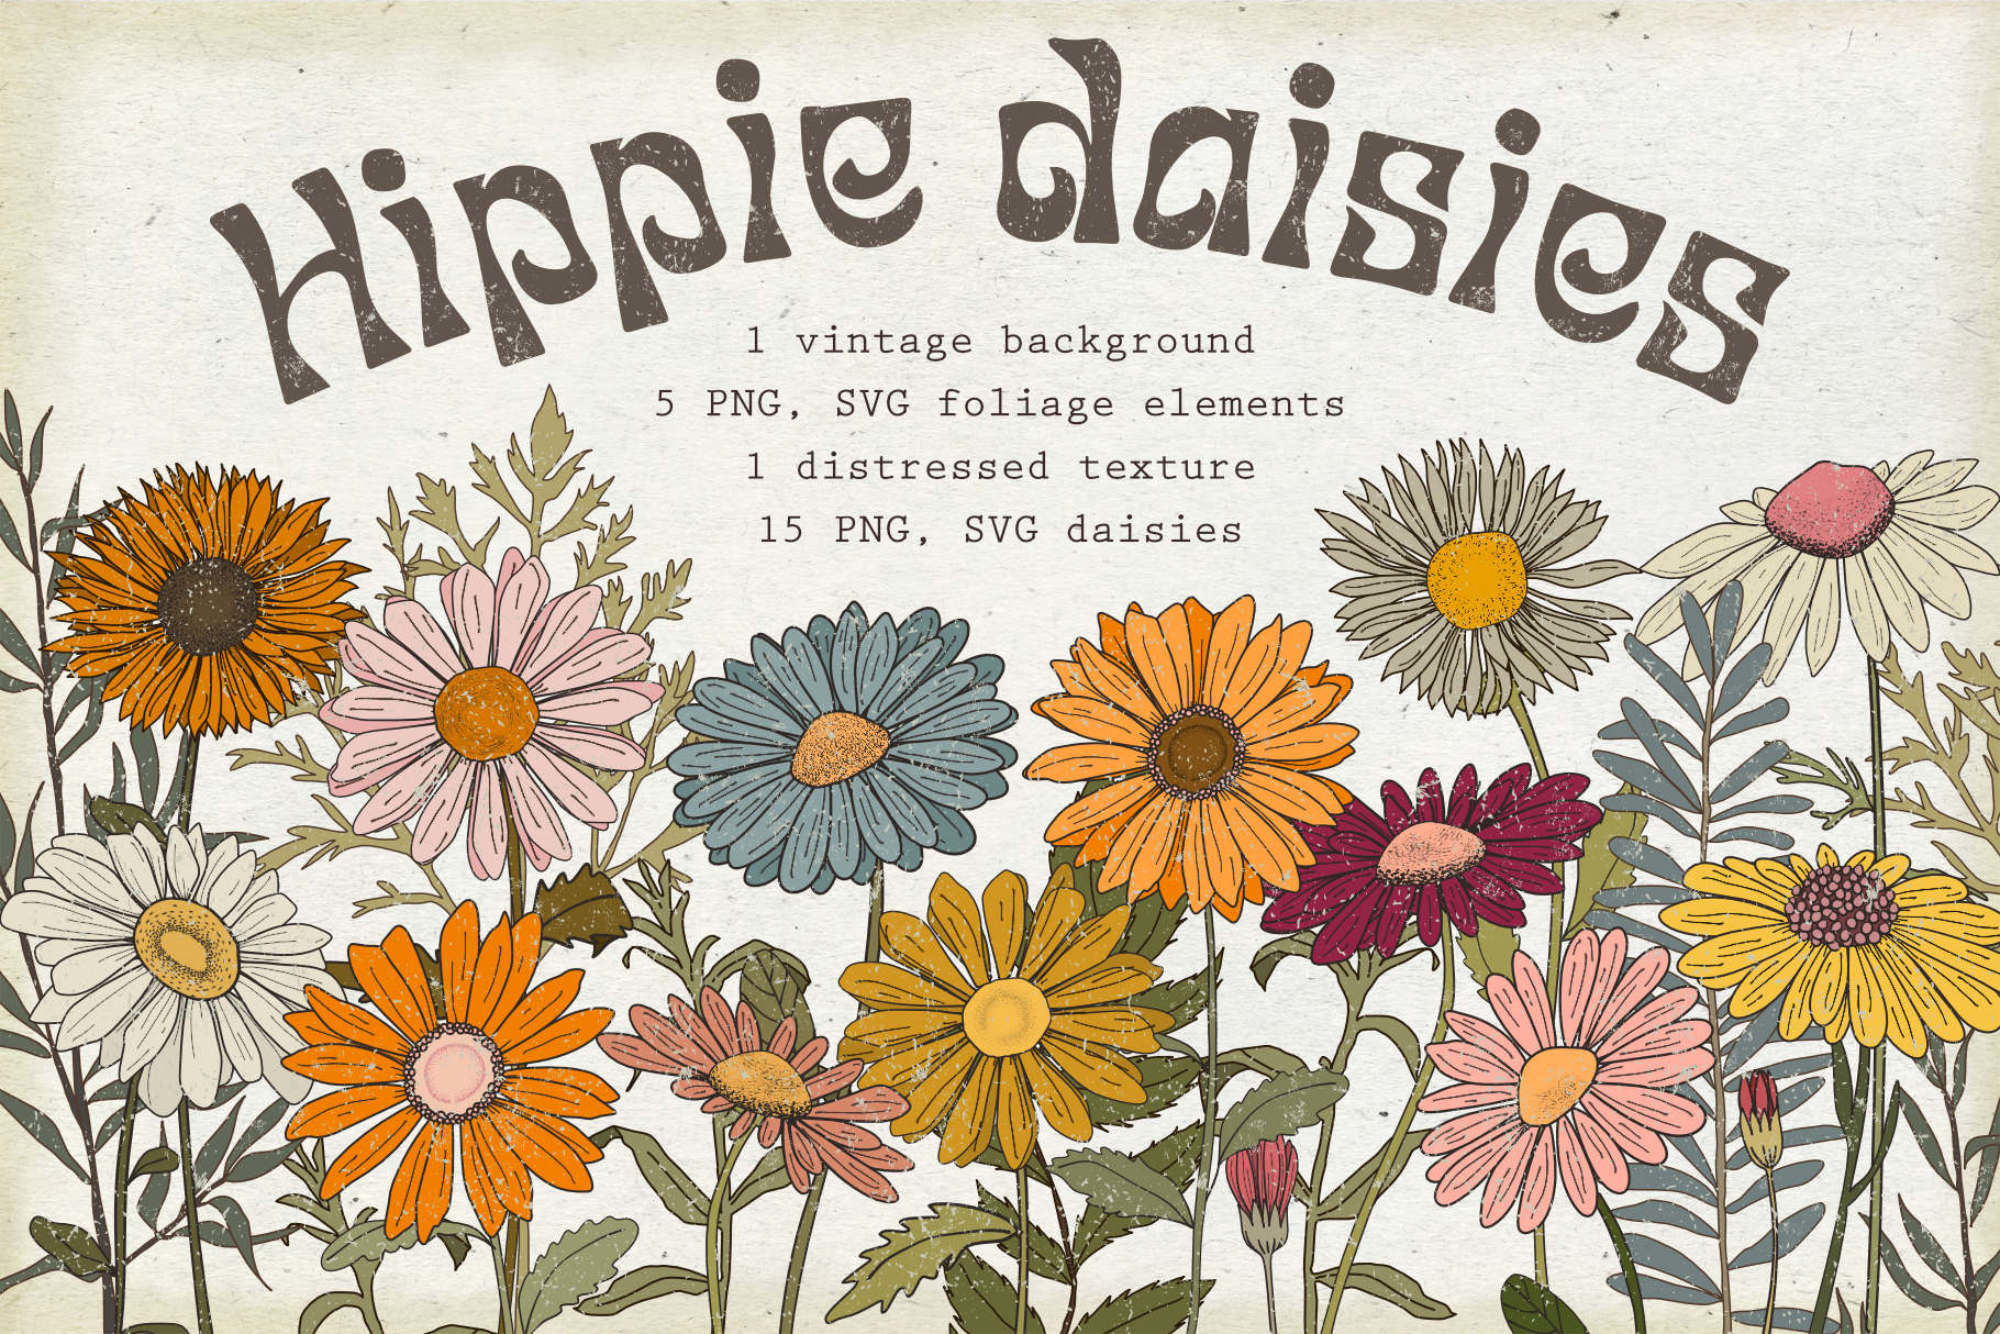 Hippie daisies
1 vintage background
5 PNG, SVG foliage elements
1 distressed texture
15 PNG, SVG daisies